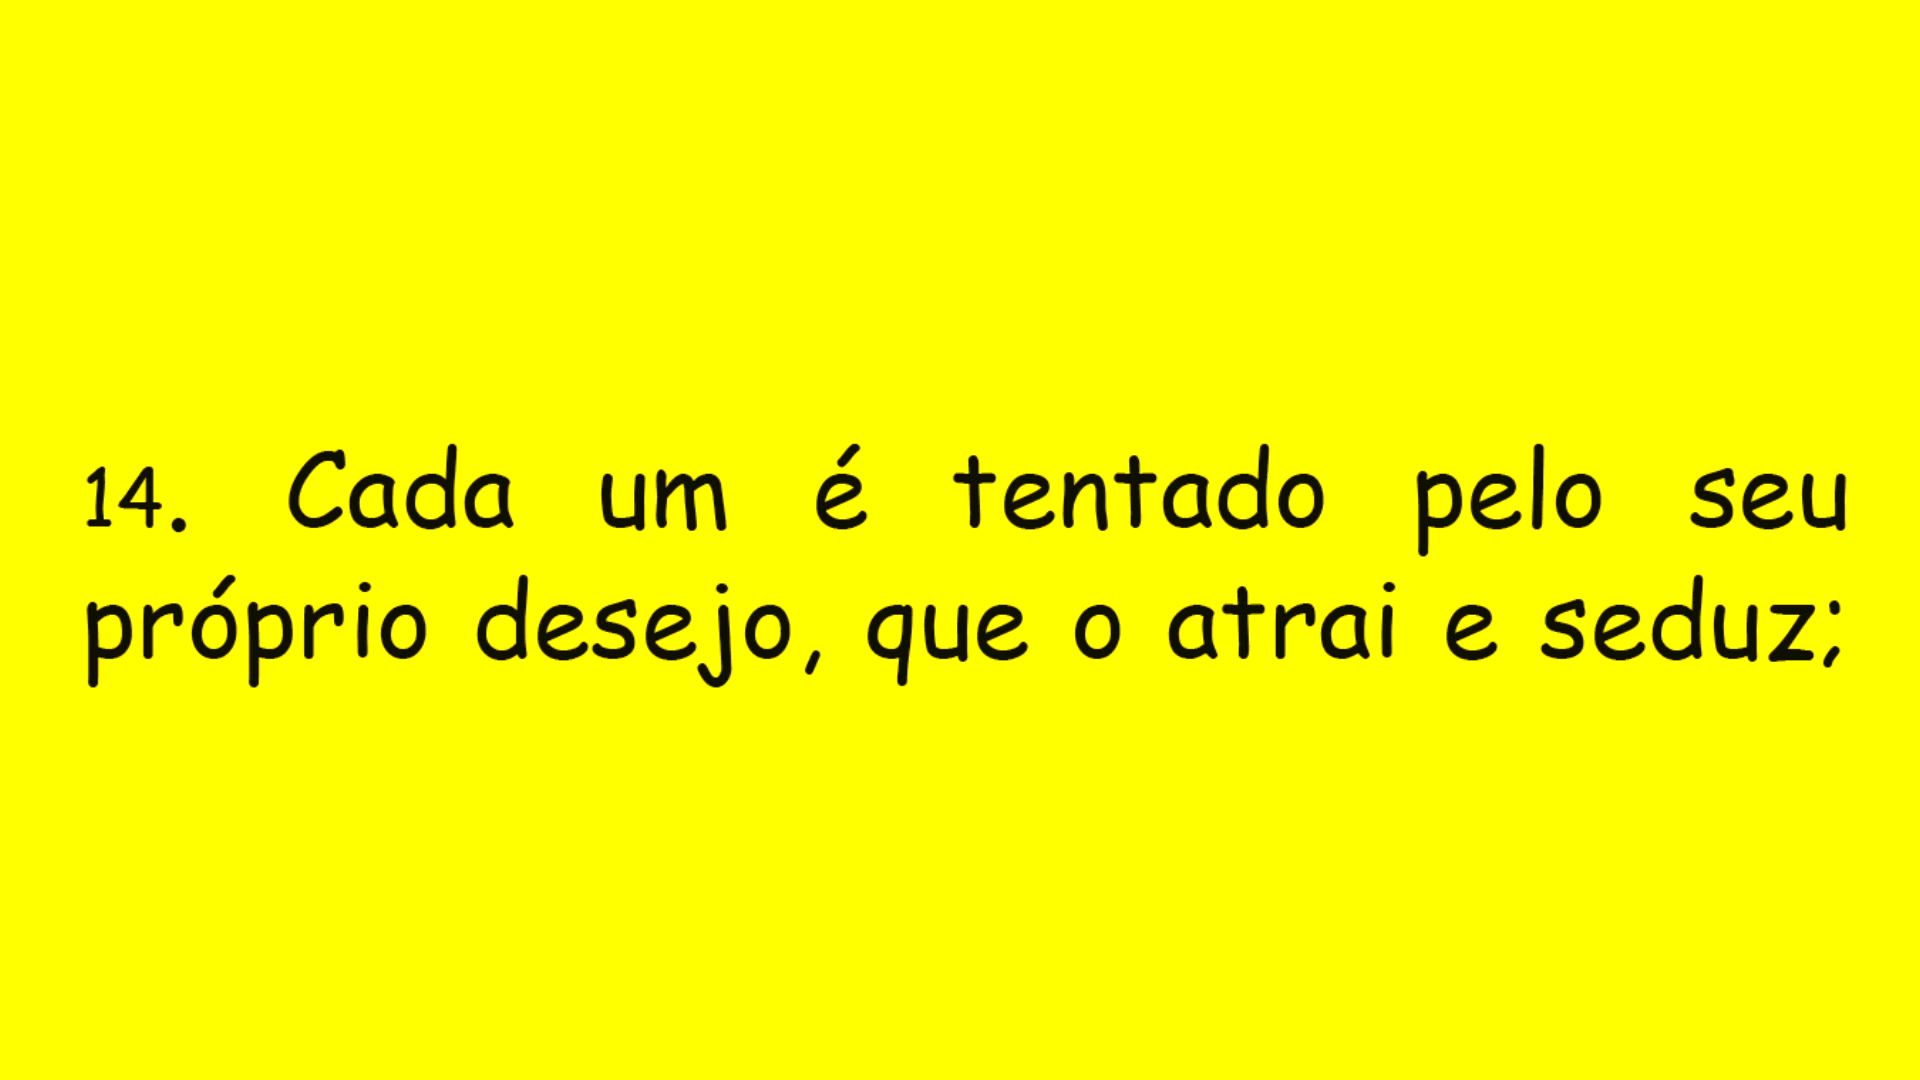 14. Cada um é tentado pelo seu
próprio desejo, que o atrai e seduz;